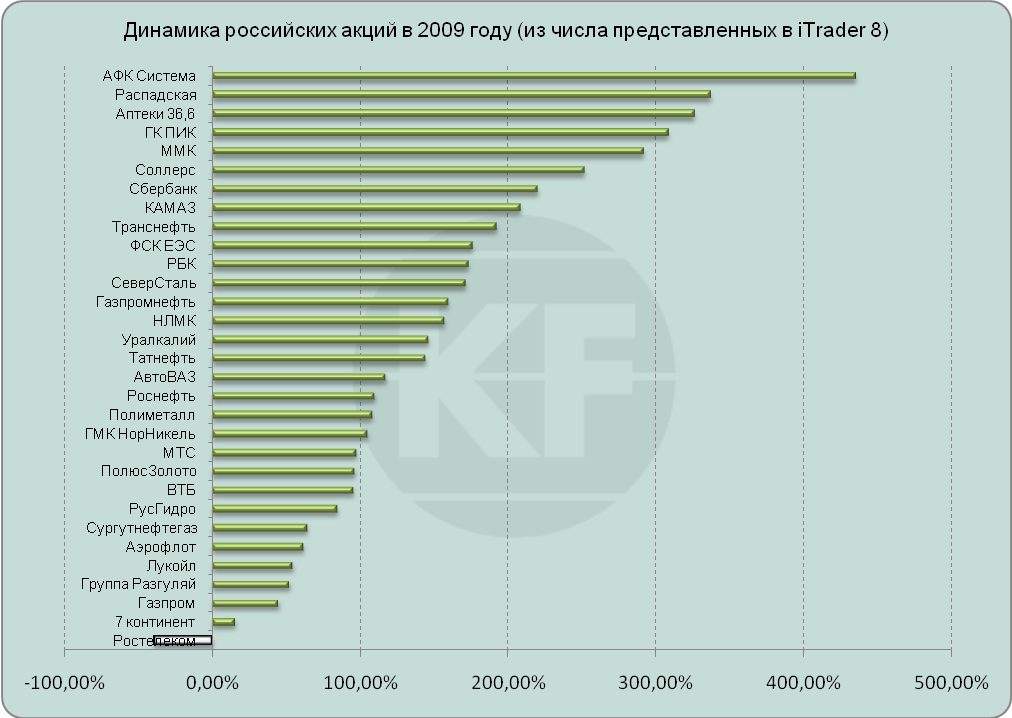 Динамика российских акций в 2009 году (из числа представленных в iTrader 8)
АФК Система
Распадская
Аптеки 36,6
ГК ПИК
ММК
Соллерс
Сбербанк
КАМАЗ
Транснефть
ФСК ЕЭС
РБК
СеверСталь
Газпромнефть
НЛМК
Уралкалий
Татнефть
АвтоВАЗ
Роснефть
Полиметалл
ГМК НорНикель
МТС
ПолюсЗолото
ВТБ
РусГидро
Сургутнефтегаз
Аэрофлот
Лукойл
Группа Разгуляй
Газпром
7 континент
Ростелеком
-100,00% 0,00% 100,00% 200,00% 300,00% 400,00% 500,00%
KF